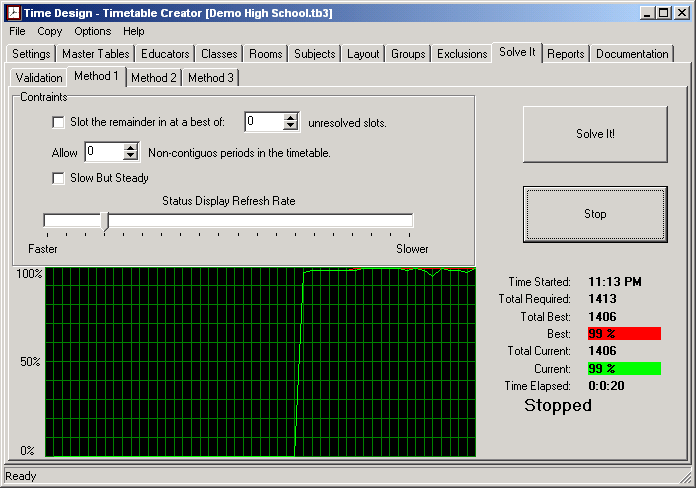 Time Design - Timetable Creator [Demo High School.tb3]
File Copy Options Help
Settings Master Tables Educators Classes Rooms Subjects Layout Groups Exclusions Solve It Reports Documentation
Validation Method 1 Method 2 Method 3
Contraints
Slot the remainder in at a best of: 0 unresolved slots.
Allow 0 Non-contiguos periods in the timetable.
Slow But Steady
Status Display Refresh Rate
Faster Slower
Solve It!
Stop
100%
50%
0%
Time Started: 11:13 PM
Total Required: 1413
Total Best: 1406
Best: 99 %
Total Current: 1406
Current: 99 %
Time Elapsed: 0:0:20
Stopped
Ready